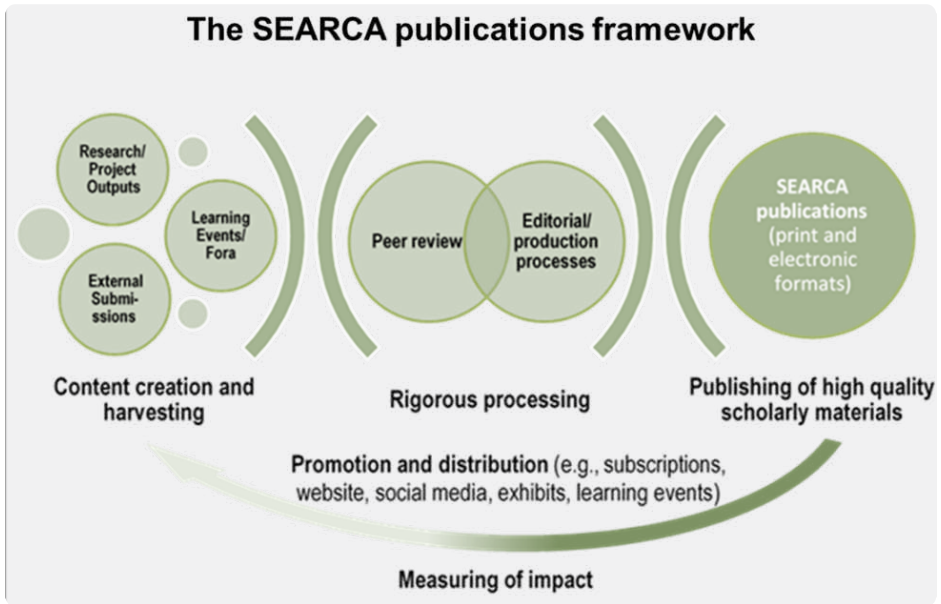 The SEARCA publications framework
Research/
Project
Outputs
Learning
Events/
Fora
External
Submi-
ssions
Content creation and
harvesting
Peer review
Editorial/
production
processes
Rigorous processing
SEARCA
publications
(print and
electronic
formats)
Publishing of high quality
scholarly materials
Promotion and distribution (e.g., subscriptions,
website, social media, exhibits, learning events)
Measuring of impact